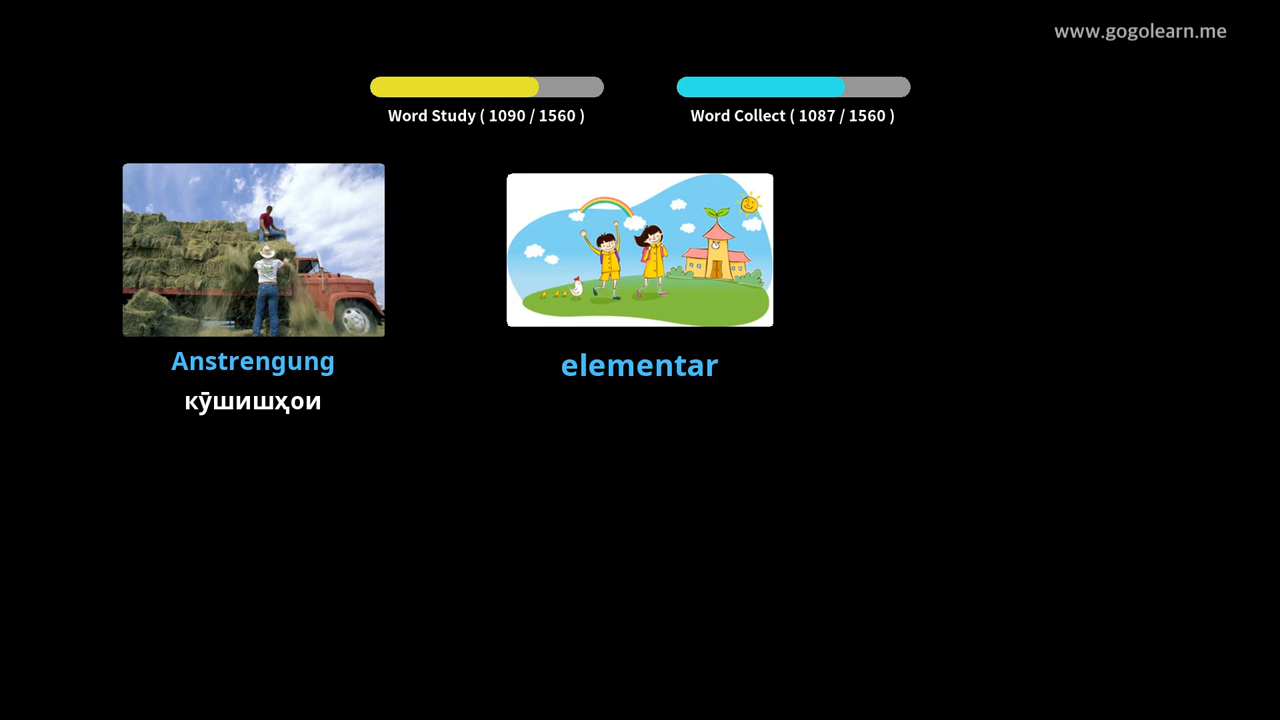 www.gogolearn.me
Word Study ( 1090 / 1560 )
Word Collect ( 1087 / 1560 )
Anstrengung
кӯшишҳои
elementar